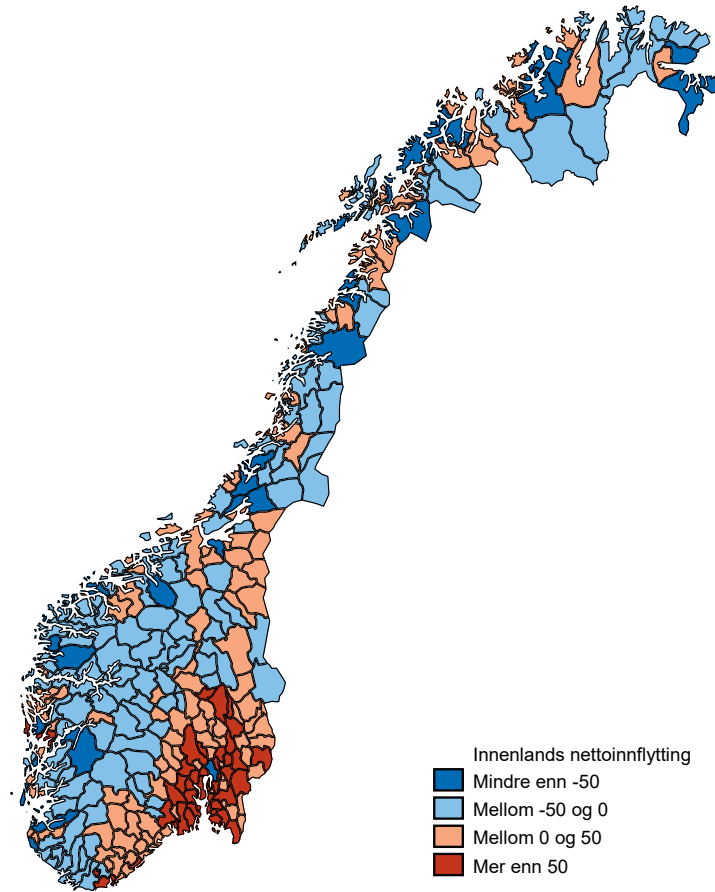 Innenlands nettoinnflytting
Mindre enn -50
Mellom -50 og 0
Mellom 0 og 50
Mer enn 50